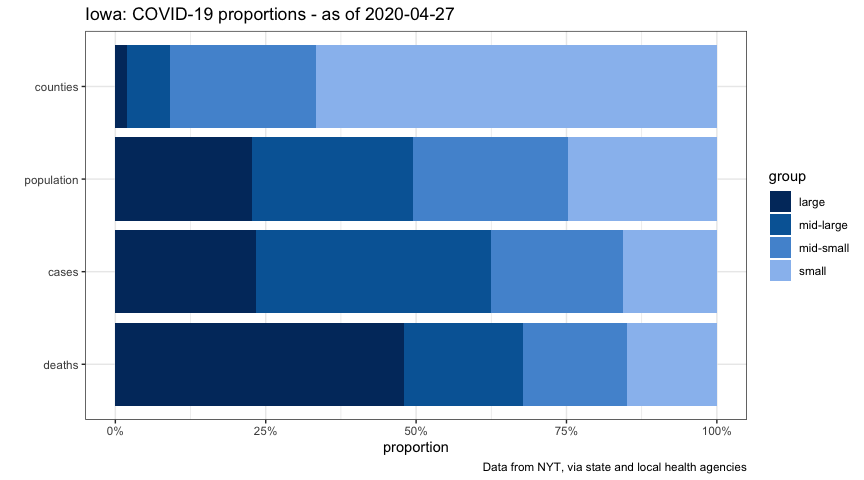 Iowa: COVID-19 proportions - as of 2020-04-27
counties
population
cases
deaths
0%
25%
50%
75%
100%
proportion
group
large
mid-large
mid-small
small
Data from NYT, via state and local health agencies